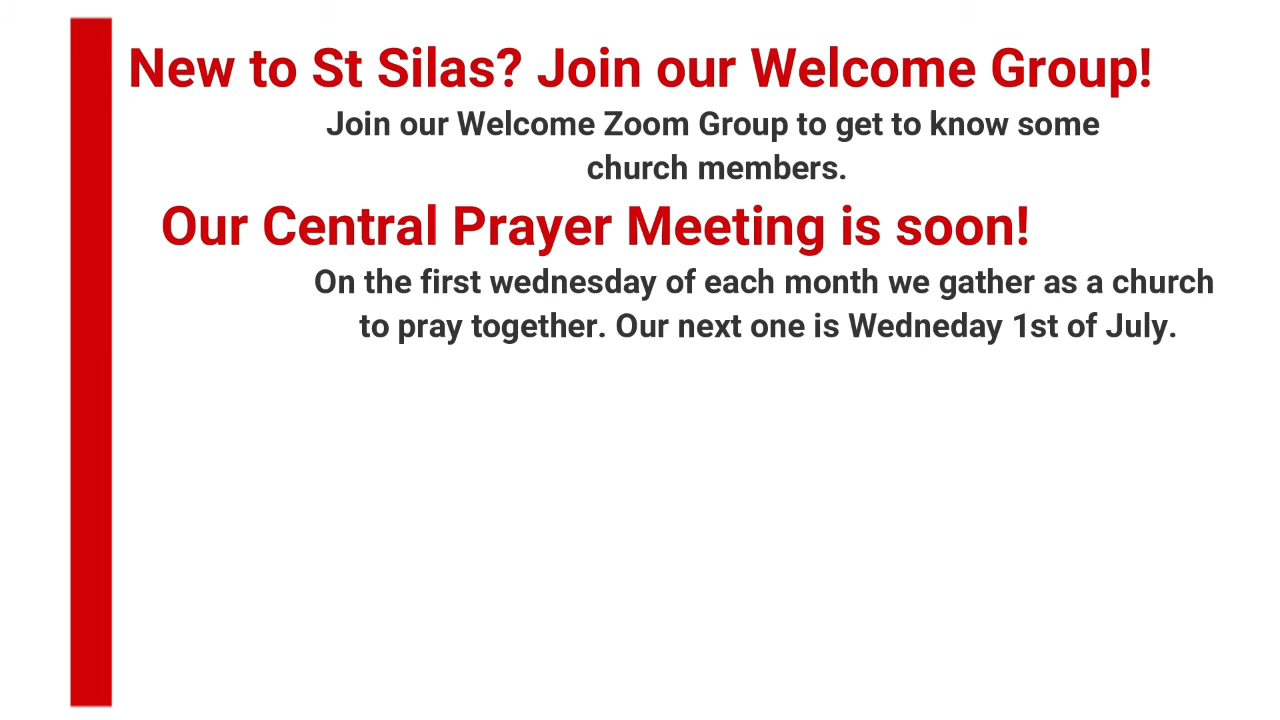 New to St Silas? Join our Welcome Group!
Join our Welcome Zoom Group to get to know some
church members.
Our Central Prayer Meeting is soon!
On the first wednesday of each month we gather as a church
to pray together. Our next one is Wedneday 1st of July.